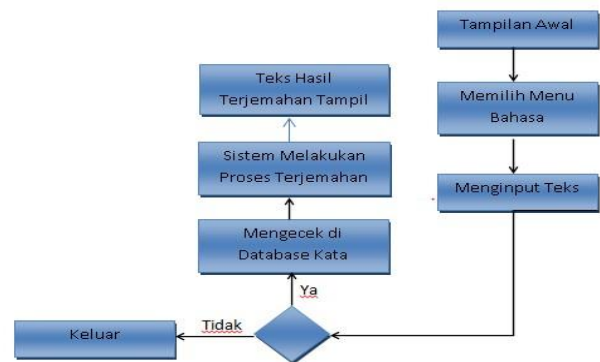 Tampilan Awal
Memilih Menu
Bahasa
Menginput Teks
Teks Hasil
Terjemahan Tampil
Sistem Melakukan
Proses Terjemahan
Mengecek di
Database Kata
Ya
Tidak
Keluar